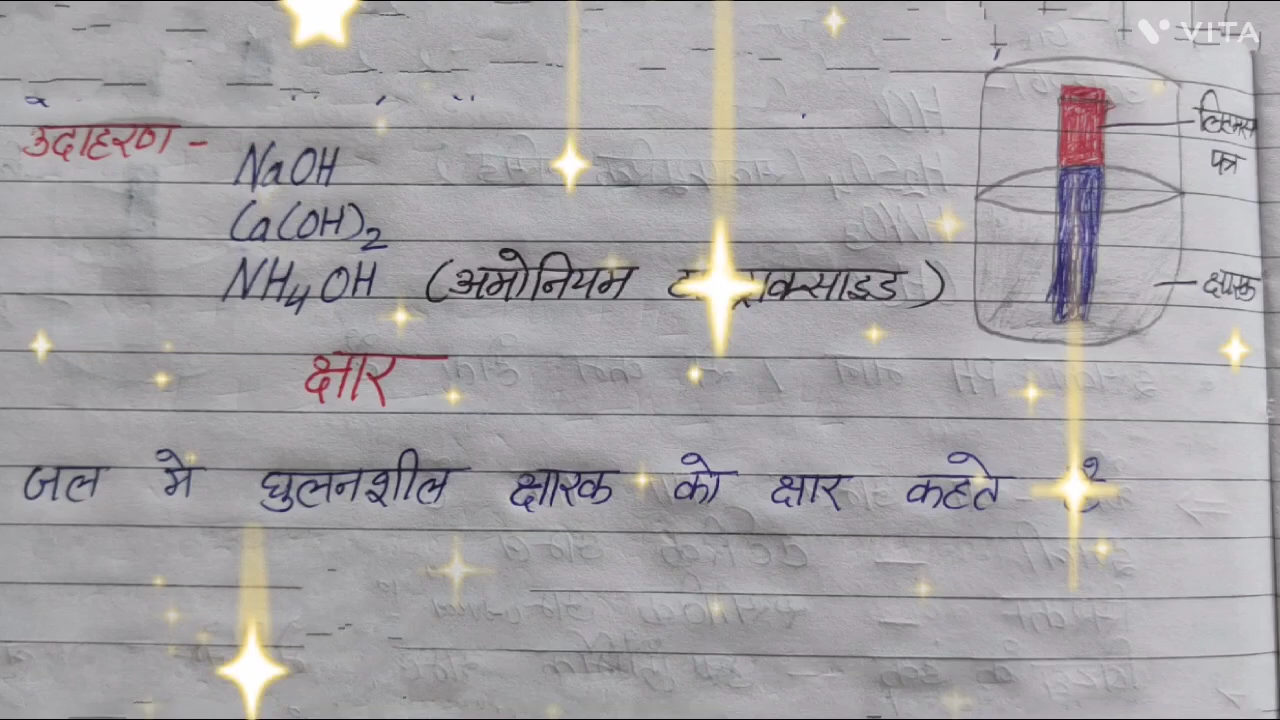 VITA
उदाहरण -
NaOH
Ca(OH)2
NH4OH (अमोनियम
लिटमस
पत्र
क्षारक
क्षार
जल मे घुलनशील क्षारक को क्षार कहते